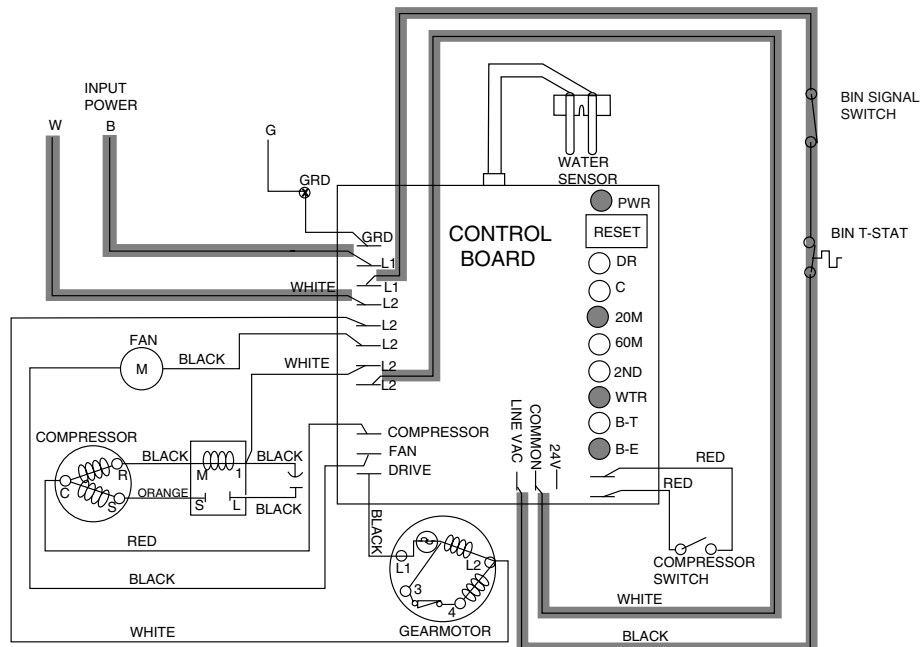 INPUT
POWER
W
B
G
GRD
GRD
L1
L1
WHITE
L2
L2
L2
WHITE
L2
L2
FAN
M
BLACK
COMPRESSOR
R
C
S
BLACK
M
1
BLACK
ORANGE
S
L
BLACK
RED
BLACK
WHITE
COMPRESSOR
FAN
DRIVE
BLACK
L1
L2
3
4
GEARMOTOR
CONTROL
BOARD
WATER
SENSOR
PWR
RESET
DR
C
20M
60M
2ND
WTR
B-T
B-E
LINE VAC
COMMON
24V
RED
RED
COMPRESSOR
SWITCH
WHITE
BLACK
BIN SIGNAL
SWITCH
BIN T-STAT